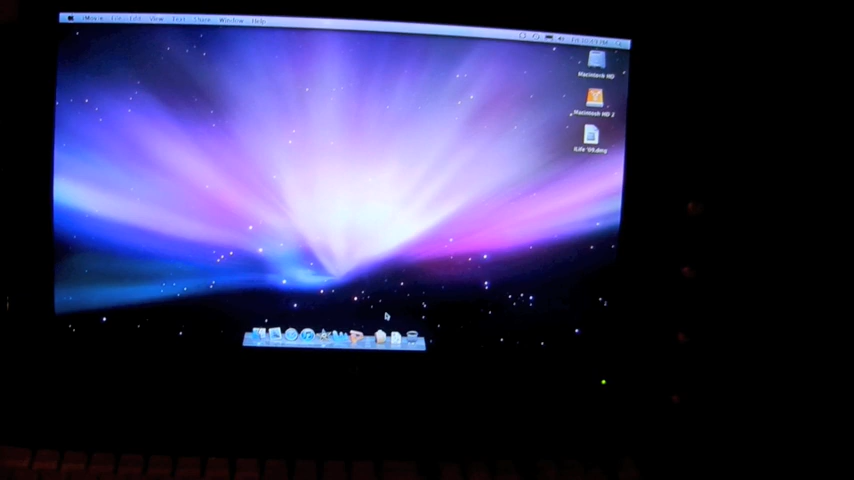 iMovie File Edit View Text Share Window Help
Macintosh HD
Macintosh HD 2
iLife '09.dmg